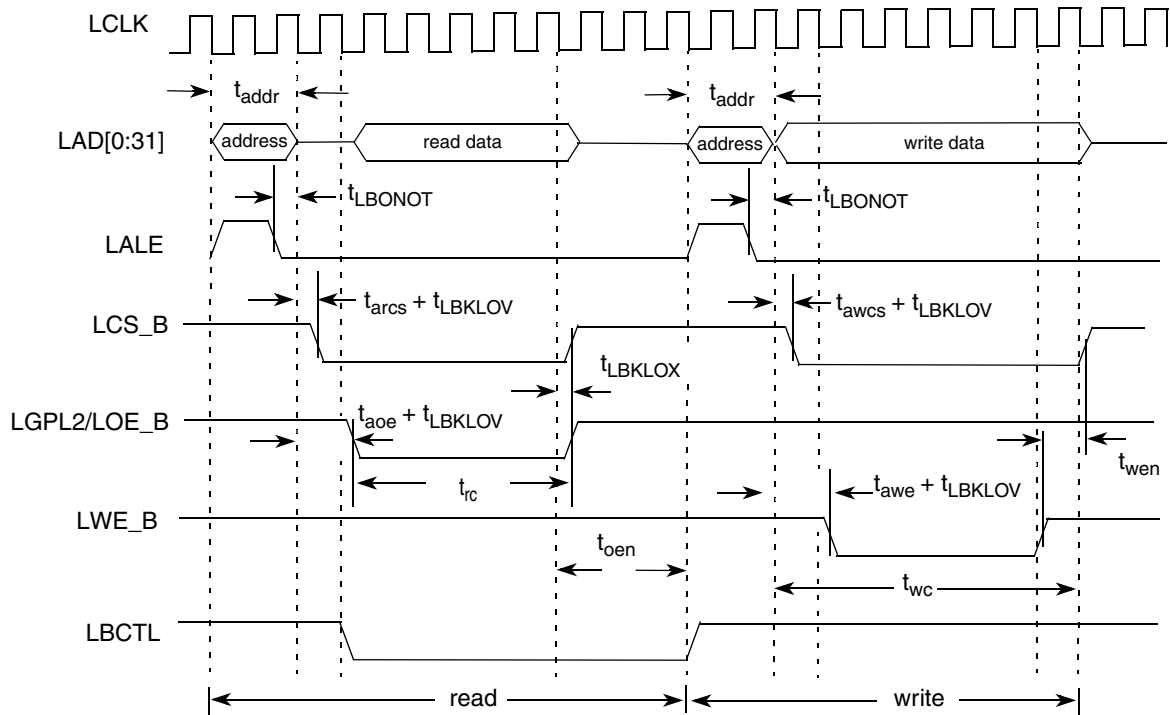 LCLK
t_addr t_addr
LAD[0:31] address read data address write data
t_LBONOT t_LBONOT
LALE
t_arcs + t_LBKLOV t_awcs + t_LBKLOV
LCS_B
t_LBKLOX
t_aoe + t_LBKLOV
LGPL2/LOE_B
t_rc t_awe + t_LBKLOV t_wen
LWE_B
t_oen
t_wc
LBCTL
read write